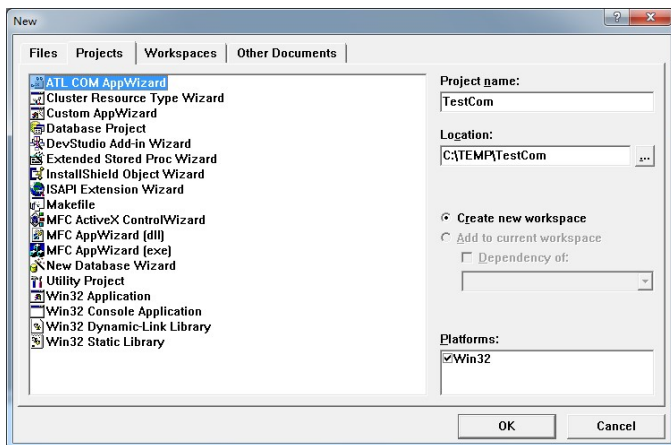 New
Files
Projects
Workspaces
Other Documents
ATL COM AppWizard
Cluster Resource Type Wizard
Custom AppWizard
Database Project
DevStudio Add-in Wizard
Extended Stored Proc Wizard
InstallShield Object Wizard
ISAPI Extension Wizard
Makefile
MFC ActiveX ControlWizard
MFC AppWizard (dll)
MFC AppWizard (exe)
New Database Wizard
Utility Project
Win32 Application
Win32 Console Application
Win32 Dynamic-Link Library
Win32 Static Library
Project name:
TestCom
Location:
C:\TEMP\TestCom
...
Create new workspace
Add to current workspace
Dependency of:
Platforms:
Win32
OK
Cancel